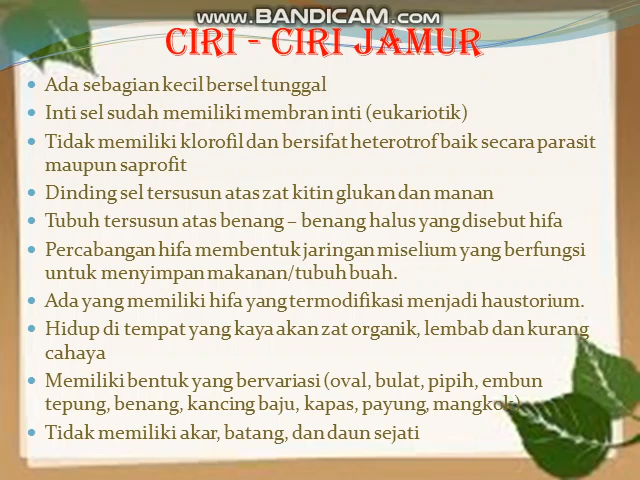 www.BANDICAM.com
CIRI - CIRI JAMUR
• Ada sebagian kecil bersel tunggal
• Inti sel sudah memiliki membran inti (eukariotik)
• Tidak memiliki klorofil dan bersifat heterotrof baik secara parasit
maupun saprofit
• Dinding sel tersusun atas zat kitin glukan dan manan
• Tubuh tersusun atas benang – benang halus yang disebut hifa
• Percabangan hifa membentuk jaringan miselium yang berfungsi
untuk menyimpan makanan/tubuh buah.
• Ada yang memiliki hifa yang termodifikasi menjadi haustorium.
• Hidup di tempat yang kaya akan zat organik, lembab dan kurang
cahaya
• Memiliki bentuk yang bervariasi (oval, bulat, pipih, embun
tepung, benang, kancing baju, kapas, payung, mangkok)
• Tidak memiliki akar, batang, dan daun sejati